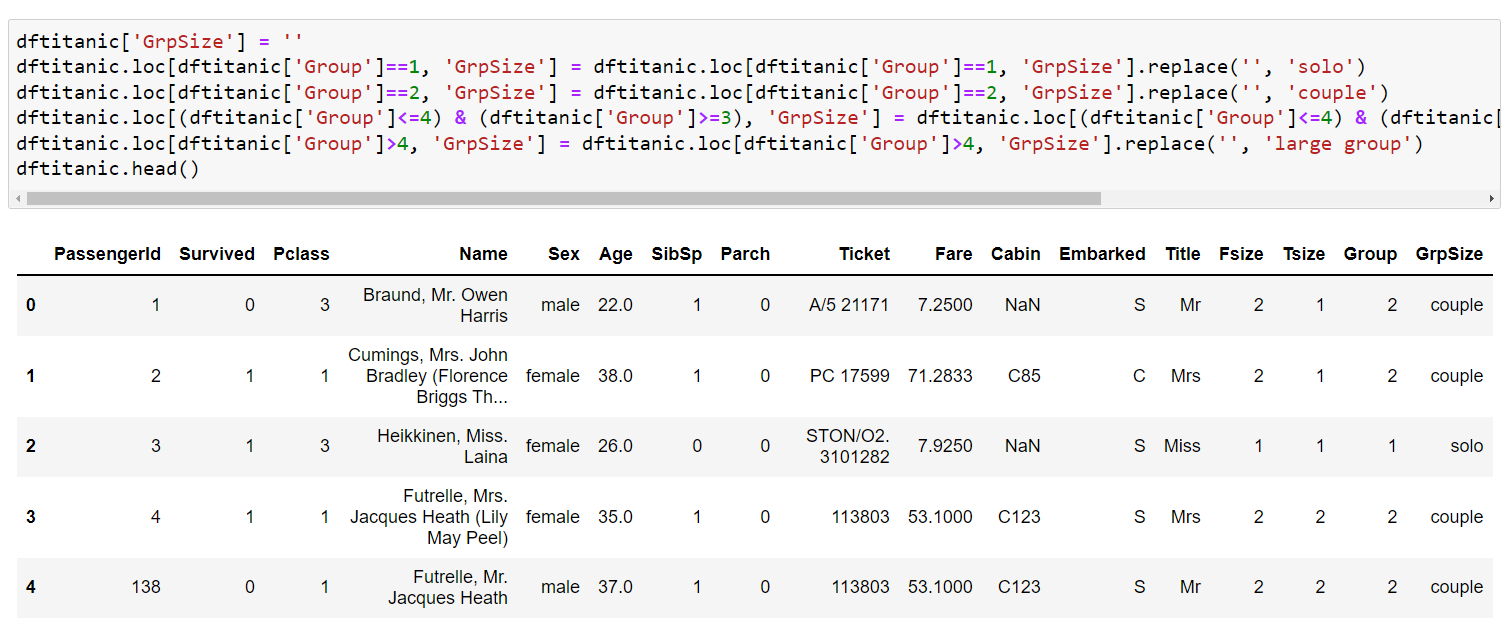 dftitanic['GrpSize'] = ''
dftitanic.loc[dftitanic['Group']==1, 'GrpSize'] = dftitanic.loc[dftitanic['Group']==1, 'GrpSize'].replace('', 'solo')
dftitanic.loc[dftitanic['Group']==2, 'GrpSize'] = dftitanic.loc[dftitanic['Group']==2, 'GrpSize'].replace('', 'couple')
dftitanic.loc[(dftitanic['Group']<=4) & (dftitanic['Group']>=3), 'GrpSize'] = dftitanic.loc[(dftitanic['Group']<=4) & (dftitanic[
dftitanic.loc[dftitanic['Group']>4, 'GrpSize'] = dftitanic.loc[dftitanic['Group']>4, 'GrpSize'].replace('', 'large group')
dftitanic.head()
PassengerId Survived Pclass Name Sex Age SibSp Parch Ticket Fare Cabin Embarked Title Fsize Tsize Group GrpSize
Braund, Mr. Owen
0 1 0 3 Harris male 22.0 1 0 A/5 21171 7.2500 NaN S Mr 2 1 2 couple
Cumings, Mrs. John
1 2 1 1 Bradley (Florence female 38.0 1 0 PC 17599 71.2833 C85 C Mrs 2 1 2 couple
Briggs Th...
Heikkinen, Miss. STON/O2.
2 3 1 3 Laina female 26.0 0 0 3101282 7.9250 NaN S Miss 1 1 1 solo
Futrelle, Mrs.
3 4 1 1 Jacques Heath (Lily female 35.0 1 0 113803 53.1000 C123 S Mrs 2 2 2 couple
May Peel)
Futrelle, Mr.
4 138 0 1 Jacques Heath male 37.0 1 0 113803 53.1000 C123 S Mr 2 2 2 couple